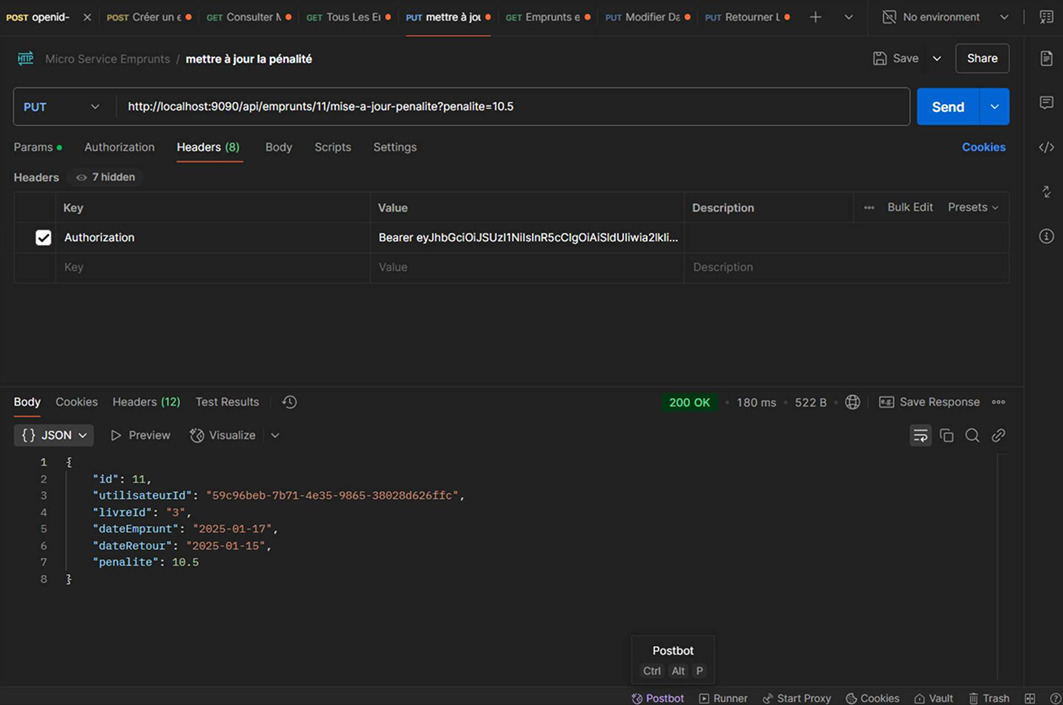 POST openid- POST Créer un e GET Consulter M GET Tous Les E PUT mettre à jou GET Emprunts e PUT Modifier Da PUT Retourner L No environment
HTTP Micro Service Emprunts / mettre à jour la pénalité Save Share
PUT http://localhost:9090/api/emprunts/11/mise-a-jour-penalite?penalite=10.5 Send
Params Authorization Headers (8) Body Scripts Settings Cookies
Headers 7 hidden
Key Value Description Bulk Edit Presets
Authorization Bearer
Key Value Description
Body Cookies Headers (12) Test Results 200 OK 180 ms 522 B Save Response
{} JSON Preview Visualize
1 {
2 "id": 11,
3 "utilisateurId": "59c96beb-7b71-4e35-9865-38028d626ffc",
4 "livreId": "3",
5 "dateEmprunt": "2025-01-17",
6 "dateRetour": "2025-01-15",
7 "penalite": 10.5
8 }
Postbot
Ctrl Alt P
Postbot Runner Start Proxy Cookies Vault Trash